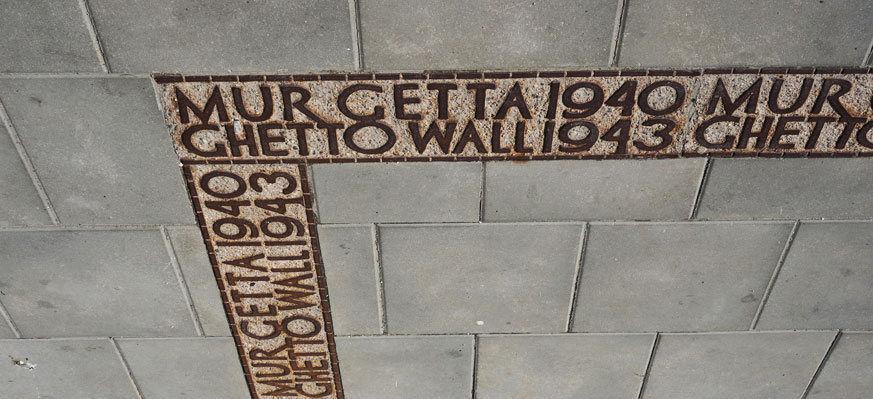 MUR GETTA 1940 MUR
GHETTO WALL 1943 GHETTO
MUR GETTA 1940
GHETTO WALL 1943